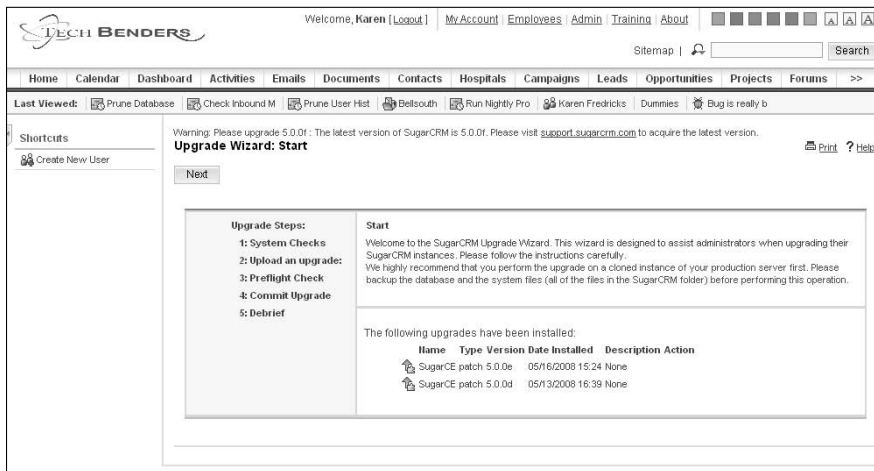 TECH BENDERS
Welcome, Karen [ Logout ] | My Account | Employees | Admin | Training | About A A A
Sitemap | Search
Home Calendar Dashboard Activities Emails Documents Contacts Hospitals Campaigns Leads Opportunities Projects Forums >>
Last Viewed: Prune Database Check Inbound M Prune User Hist Bellsouth Run Nightly Pro Karen Fredricks Dummies Bug is really b
Shortcuts
Create New User
Warning: Please upgrade 5.0.0f : The latest version of SugarCRM is 5.0.0f. Please visit support.sugarcrm.com to acquire the latest version.
Upgrade Wizard: Start
Print ? Help
Next
Upgrade Steps:
1: System Checks
2: Upload an upgrade:
3: Preflight Check
4: Commit Upgrade
5: Debrief
Start
Welcome to the SugarCRM Upgrade Wizard. This wizard is designed to assist administrators when upgrading their
SugarCRM instances. Please follow the instructions carefully.
We highly recommend that you perform the upgrade on a cloned instance of your production server first. Please
backup the database and the system files (all of the files in the SugarCRM folder) before performing this operation.
The following upgrades have been installed:
Name Type Version Date Installed Description Action
SugarCE patch 5.0.0e 05/16/2008 15:24 None
SugarCE patch 5.0.0d 05/13/2008 16:39 None